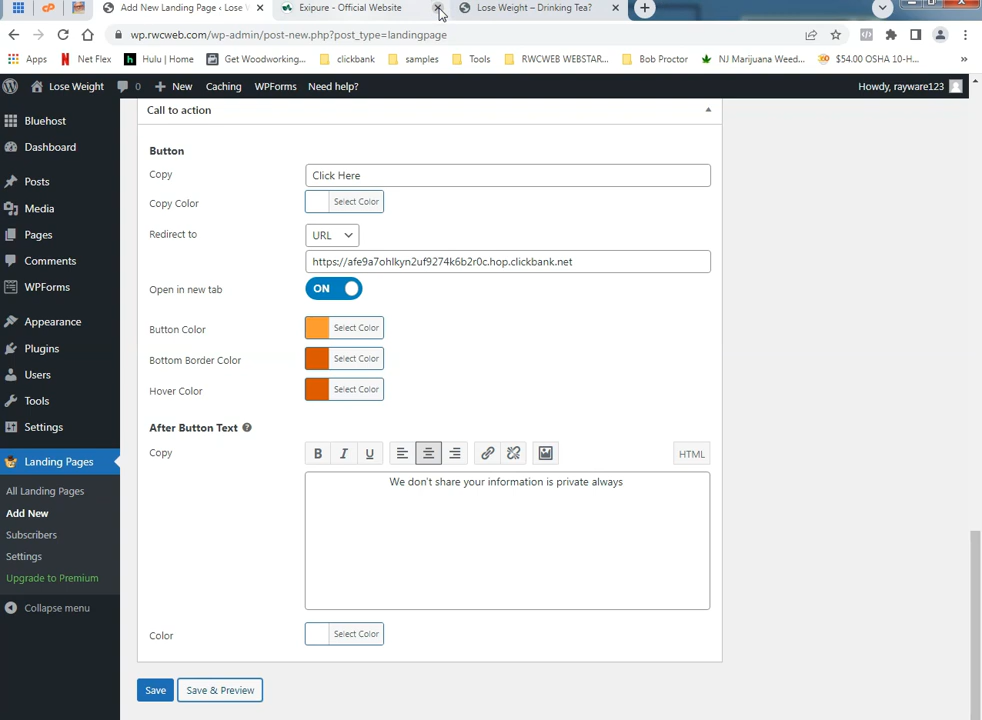 Add New Landing Page ‹ Lose V
Exipure - Official Website
Lose Weight – Drinking Tea?
wp.rwcweb.com/wp-admin/post-new.php?post_type=landingpage
Apps
Net Flex
Hulu | Home
Get Woodworking...
clickbank
samples
Tools
RWCWEB WEBSTAR...
Bob Proctor
NJ Marijuana Weed...
$54.00 OSHA 10-H...
»
Lose Weight
0
New
Caching
WPForms
Need help?
Howdy, rayware123
Bluehost
Dashboard
Posts
Media
Pages
Comments
WPForms
Appearance
Plugins
Users
Tools
Settings
Landing Pages
All Landing Pages
Add New
Subscribers
Settings
Upgrade to Premium
Collapse menu
Call to action
Button
Copy
Click Here
Copy Color
Select Color
Redirect to
URL
https://afe9a7ohlkyn2uf9274k6b2r0c.hop.clickbank.net
Open in new tab
ON
Button Color
Select Color
Bottom Border Color
Select Color
Hover Color
Select Color
After Button Text ?
Copy
B I U
HTML
We don't share your information is private always
Color
Select Color
Save
Save & Preview